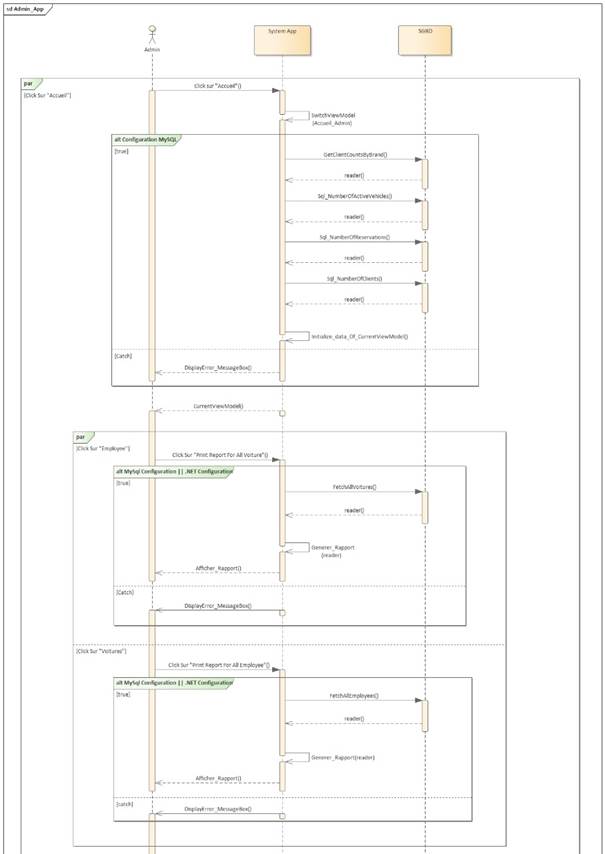 sd Admin_App
Admin
System App
SGBD
par
[Click Sur "Accueil"]
Click sur "Accueil"()
SwitchViewModel
(Accueil_Admin)
alt Configuration MySQL
[true]
GetClientCountsByBrand()
reader()
Sql_NumberOfActiveVehicles()
reader()
Sql_NumberOfReservations()
reader()
Sql_NumberOfClients()
reader()
Initialize_data_Of_CurrentViewModel()
[Catch]
DisplayError_MessageBox()
CurrentViewModel()
par
[Click Sur "Employee"]
Click Sur "Print Report For All Voiture"()
alt MySql Configuration || .NET Configuration
[true]
FetchAllVoitures()
reader()
Generer_Rapport
(reader)
Afficher_Rapport()
[Catch]
DisplayError_MessageBox()
[Click Sur "Voitures"]
Click Sur "Print Report For All Employee"()
alt MySql Configuration || .NET Configuration
[true]
FetchAllEmployees()
reader()
Generer_Rapport(reader)
Afficher_Rapport()
[catch]
DisplayError_MessageBox()